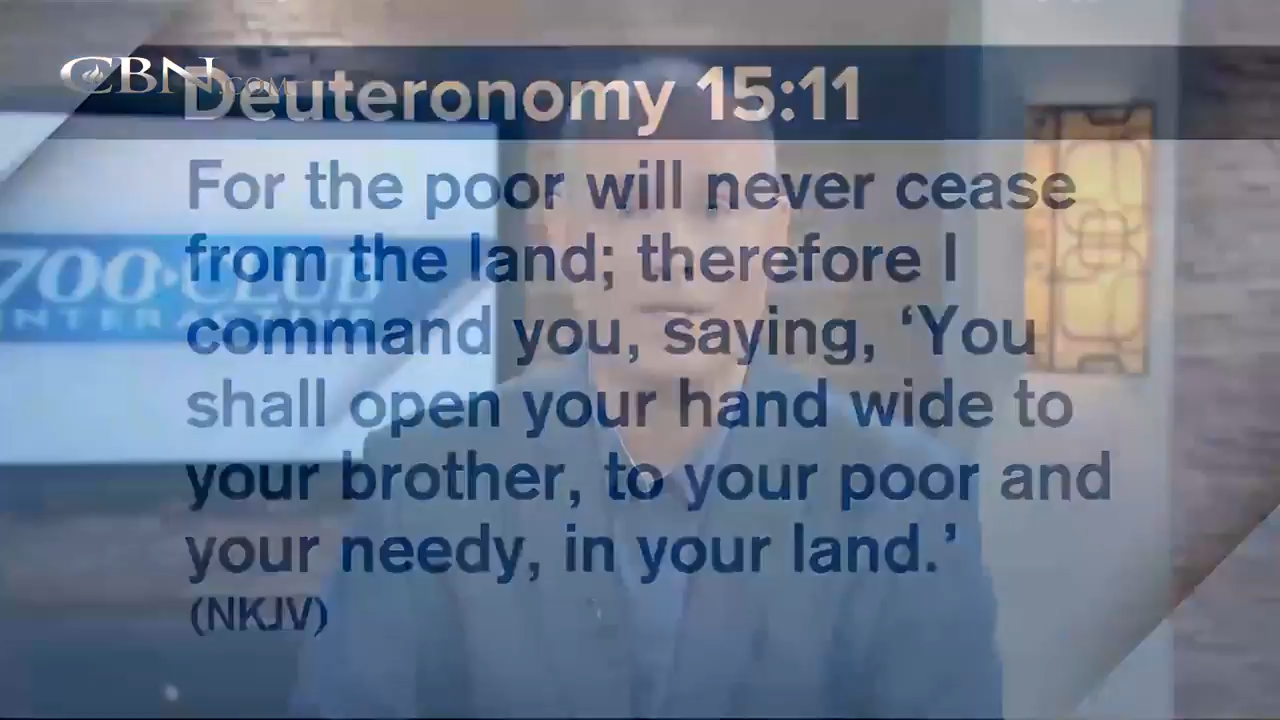 CBN.COM
Deuteronomy 15:11
For the poor will never cease
from the land; therefore I
command you, saying, ‘You
shall open your hand wide to
your brother, to your poor and
your needy, in your land.’
(NKJV)
700 CLUB
INTERACTIVE